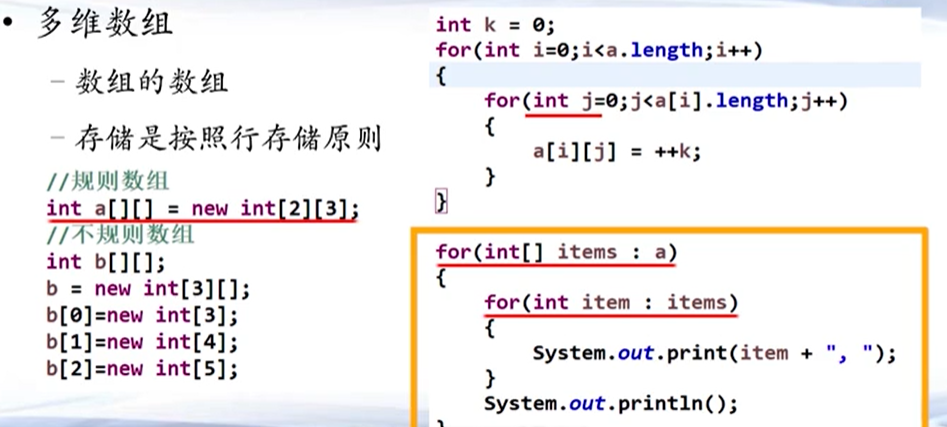 • 多维数组
– 数组的数组
– 存储是按照行存储原则
//规则数组
int a[][] = new int[2][3];
//不规则数组
int b[][];
b = new int[3][];
b[0]=new int[3];
b[1]=new int[4];
b[2]=new int[5];
int k = 0;
for(int i=0;i<a.length;i++)
{
for(int j=0;j<a[i].length;j++)
{
a[i][j] = ++k;
}
}
for(int[] items : a)
{
for(int item : items)
{
System.out.print(item + ", ");
}
System.out.println();
}